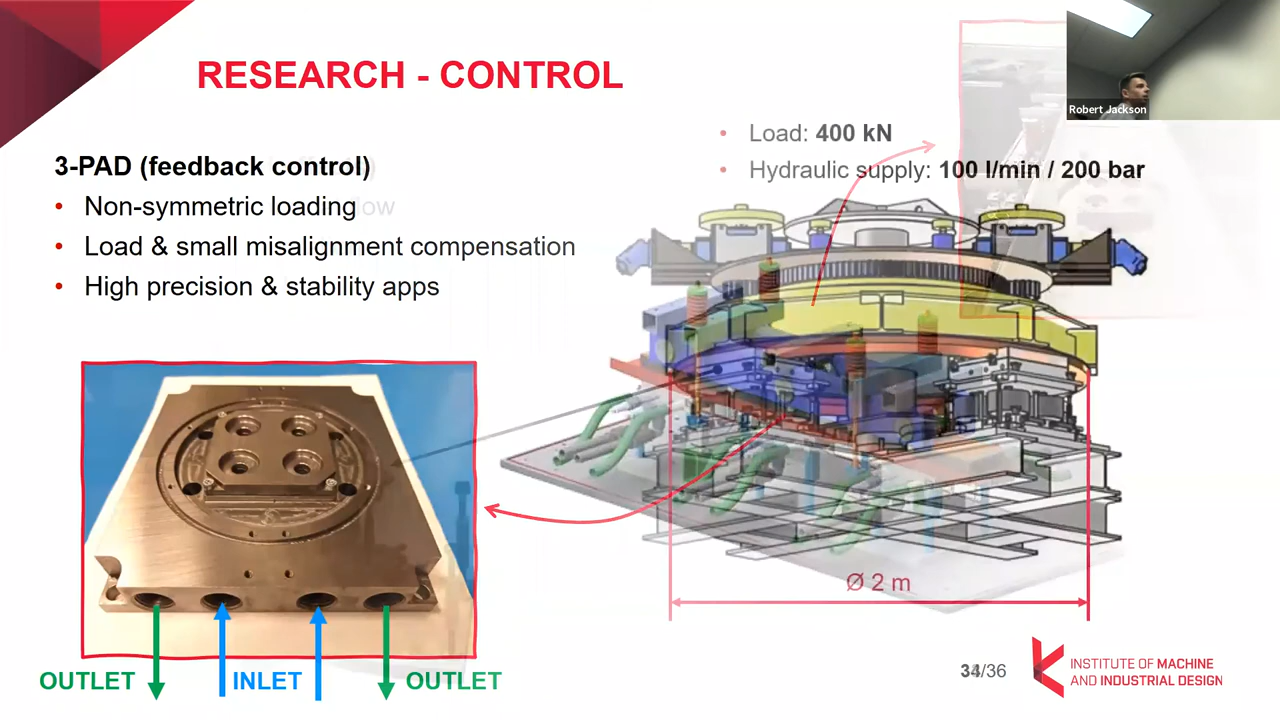 RESEARCH - CONTROL
Robert Jackson
3-PAD (feedback control)
• Non-symmetric loading
• Load & small misalignment compensation
• High precision & stability apps
• Load: 400 kN
• Hydraulic supply: 100 l/min / 200 bar
Ø 2 m
OUTLET
INLET
OUTLET
34/36
INSTITUTE OF MACHINE
AND INDUSTRIAL DESIGN